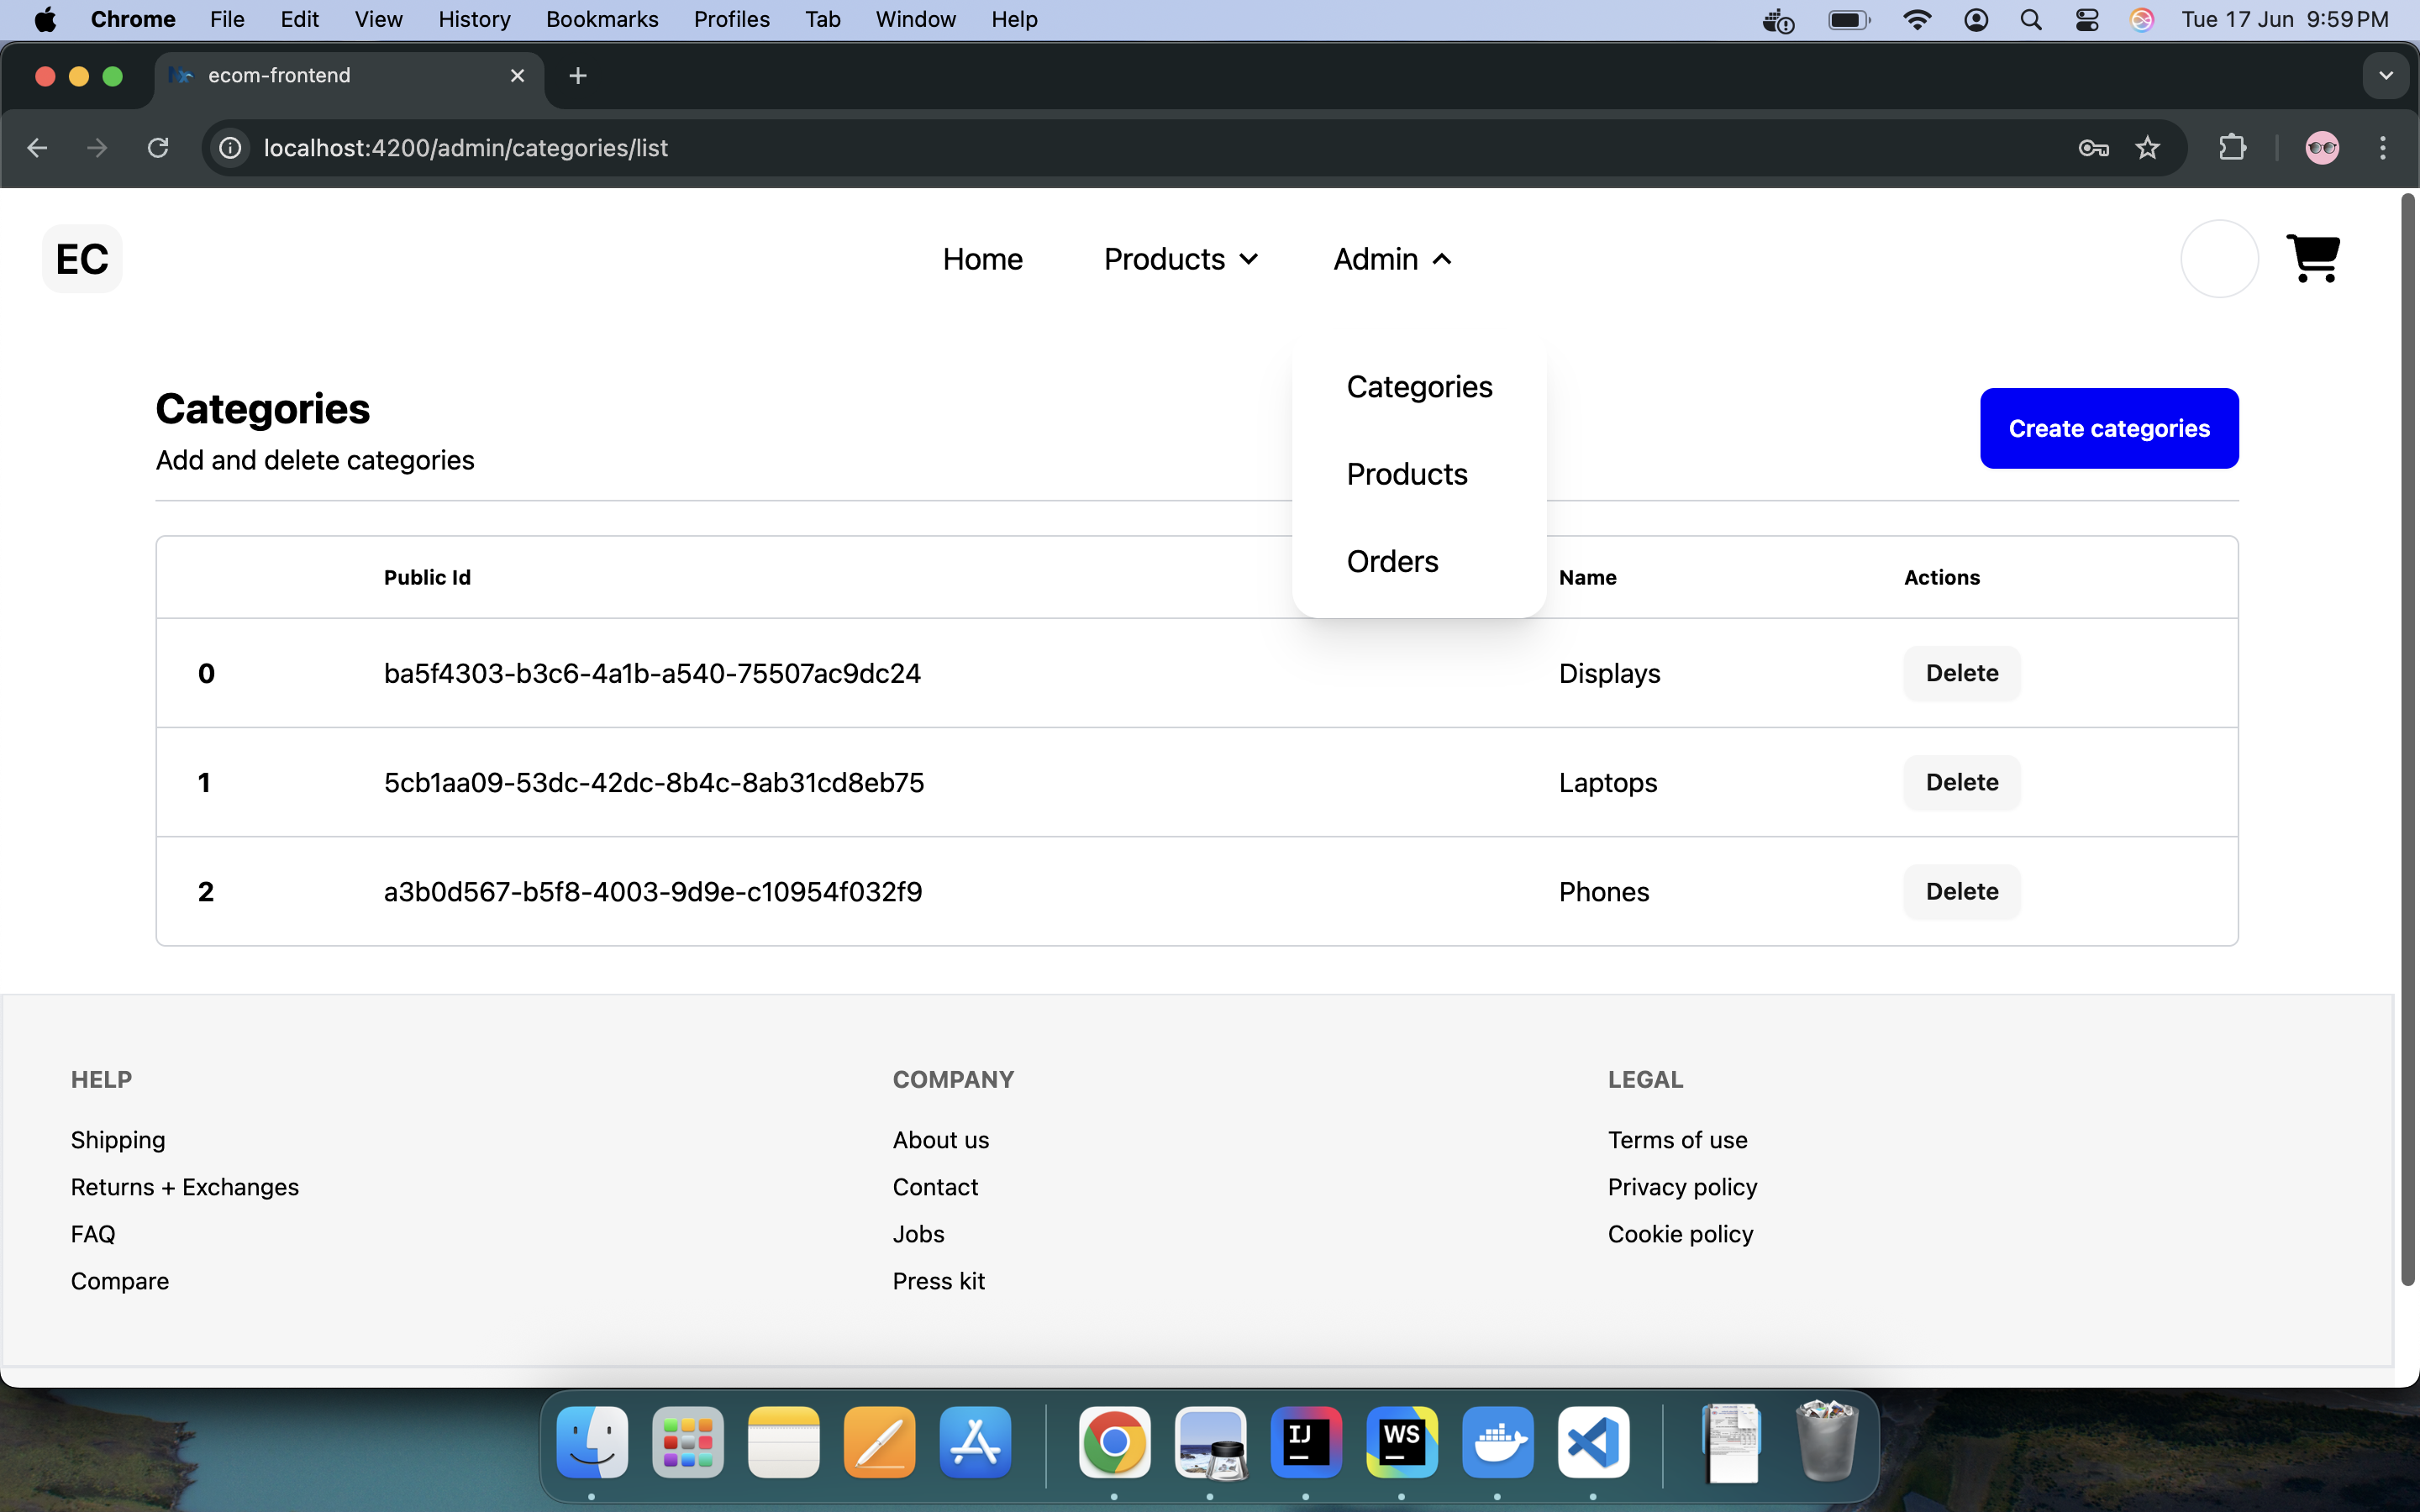 Chrome File Edit View History Bookmarks Profiles Tab Window Help Tue 17 Jun 9:59 PM
ecom-frontend
localhost:4200/admin/categories/list
EC Home Products Admin
Categories
Products
Orders
Categories
Add and delete categories
Create categories
Public Id Name Actions
0 ba5f4303-b3c6-4a1b-a540-75507ac9dc24 Displays Delete
1 5cb1aa09-53dc-42dc-8b4c-8ab31cd8eb75 Laptops Delete
2 a3b0d567-b5f8-4003-9d9e-c10954f032f9 Phones Delete
HELP
Shipping
Returns + Exchanges
FAQ
Compare
COMPANY
About us
Contact
Jobs
Press kit
LEGAL
Terms of use
Privacy policy
Cookie policy
IJ
WS